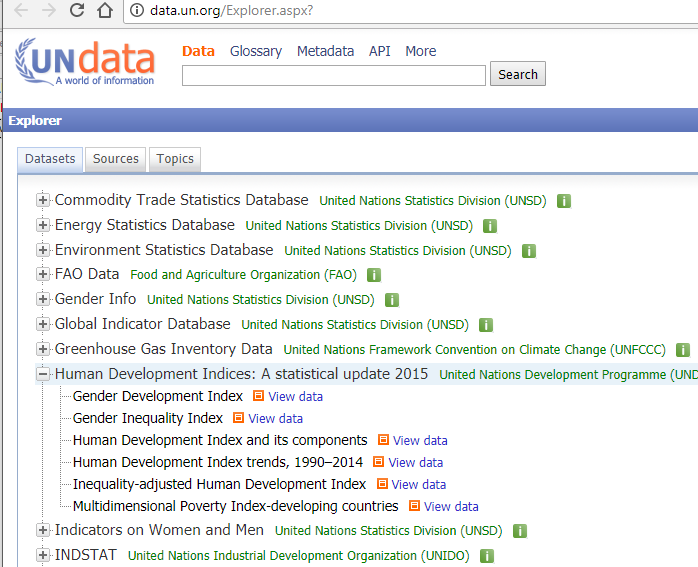 data.un.org/Explorer.aspx?
UNdata
A world of information
Data Glossary Metadata API More
Search
Explorer
Datasets Sources Topics
Commodity Trade Statistics Database United Nations Statistics Division (UNSD) i
Energy Statistics Database United Nations Statistics Division (UNSD) i
Environment Statistics Database United Nations Statistics Division (UNSD) i
FAO Data Food and Agriculture Organization (FAO) i
Gender Info United Nations Statistics Division (UNSD) i
Global Indicator Database United Nations Statistics Division (UNSD) i
Greenhouse Gas Inventory Data United Nations Framework Convention on Climate Change (UNFCCC) i
Human Development Indices: A statistical update 2015 United Nations Development Programme (UND
Gender Development Index View data
Gender Inequality Index View data
Human Development Index and its components View data
Human Development Index trends, 1990–2014 View data
Inequality-adjusted Human Development Index View data
Multidimensional Poverty Index-developing countries View data
Indicators on Women and Men United Nations Statistics Division (UNSD) i
INDSTAT United Nations Industrial Development Organization (UNIDO) i